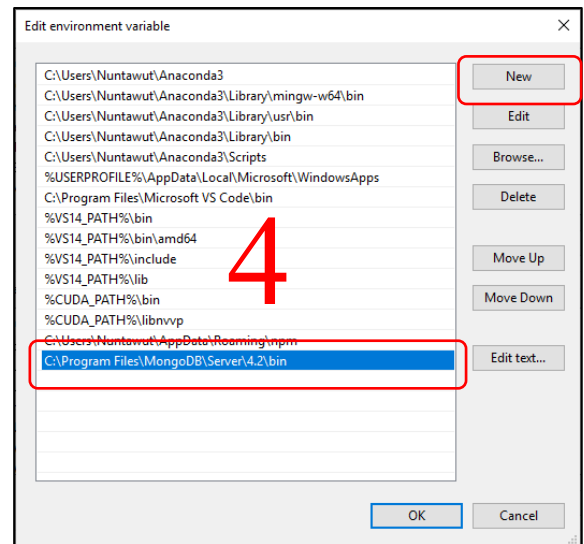 Edit environment variable
C:\Users\Nuntawut\Anaconda3
New
C:\Users\Nuntawut\Anaconda3\Library\mingw-w64\bin
C:\Users\Nuntawut\Anaconda3\Library\usr\bin
Edit
C:\Users\Nuntawut\Anaconda3\Library\bin
C:\Users\Nuntawut\Anaconda3\Scripts
Browse...
%USERPROFILE%\AppData\Local\Microsoft\WindowsApps
C:\Program Files\Microsoft VS Code\bin
Delete
%VS14_PATH%\bin
%VS14_PATH%\bin\amd64
%VS14_PATH%\include
Move Up
%VS14_PATH%\lib
4
%CUDA_PATH%\bin
Move Down
%CUDA_PATH%\libnvvp
C:\Users\Nuntawut\AppData\Roaming\npm
C:\Program Files\MongoDB\Server\4.2\bin
Edit text...
OK
Cancel